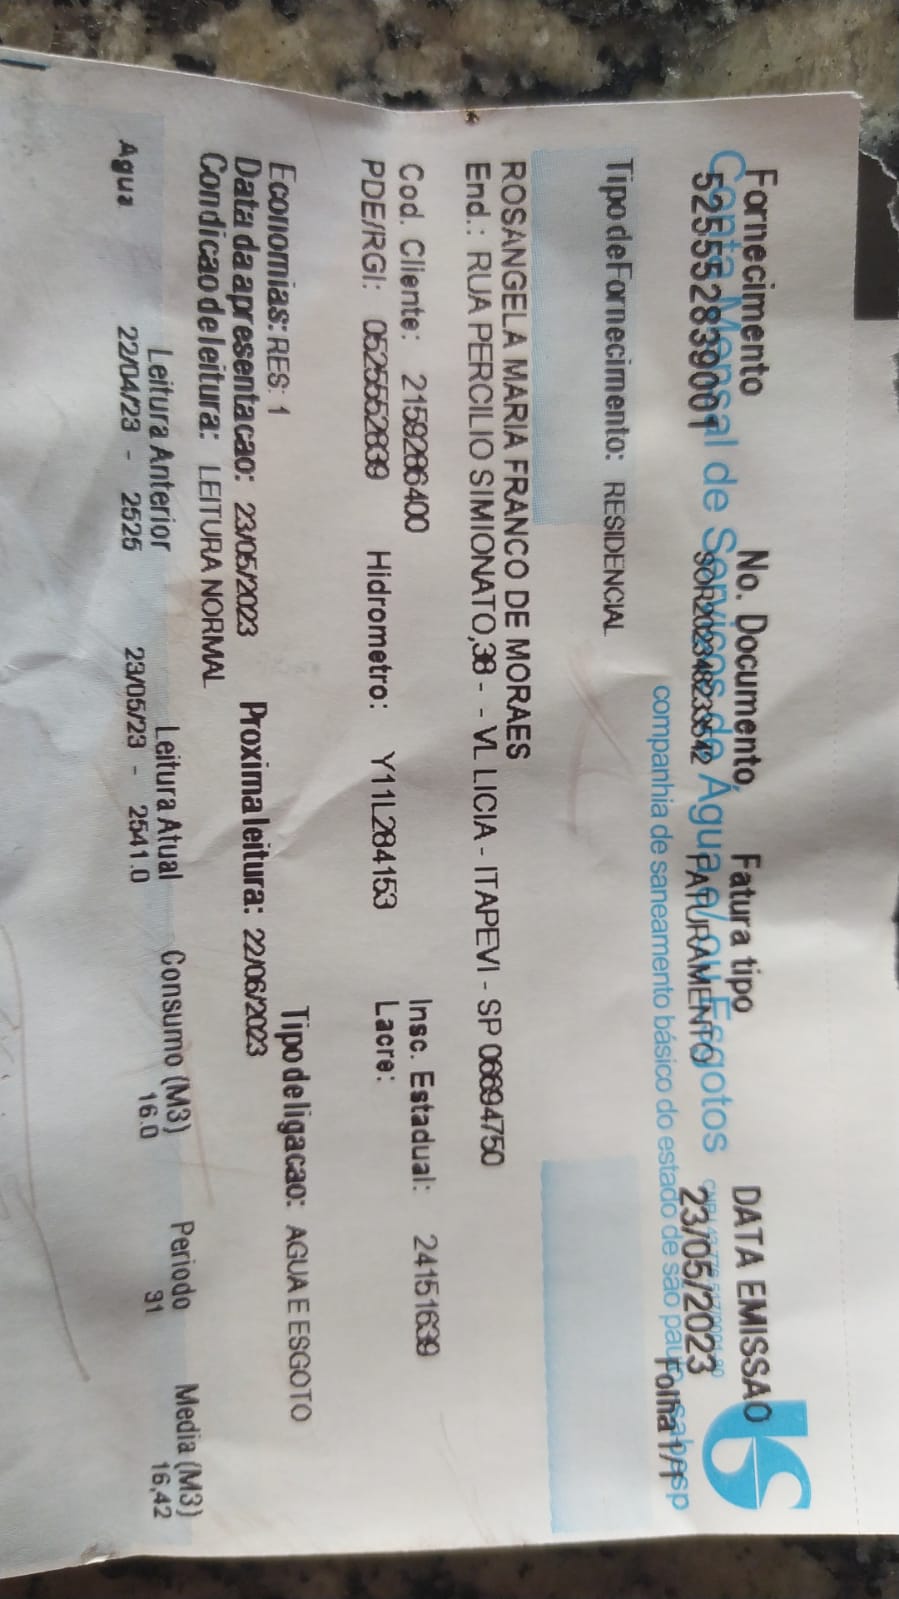 Fornecimento No. Documento, Fatura tipo DATA EMISSAO
Conta Mensal de Serviços de Água e/ou Esgotos
525552839001 SOR202348233542 FATURAMENTO 23/05/2023
companhia de saneamento básico do estado de são paulo sabesp
Folha 1/1
Tipo de Fornecimento: RESIDENCIAL
ROSANGELA MARIA FRANCO DE MORAES
End.: RUA PERCILIO SIMIONATO,38 - - VL LICIA - ITAPEVI - SP 06694750
Cod. Cliente: 2159286400 Insc. Estadual: 24151639
PDE/RGI: 0525552839 Hidrometro: Y11L284153 Lacre:
Economias: RES: 1 Tipo de ligacao: AGUA E ESGOTO
Data da apresentacao: 23/05/2023 Proxima leitura: 22/06/2023
Condicao de leitura: LEITURA NORMAL
Leitura Anterior Leitura Atual Consumo (M3) Periodo Media (M3)
Agua 22/04/23 - 2525 23/05/23 - 2541.0 16.0 31 16,42